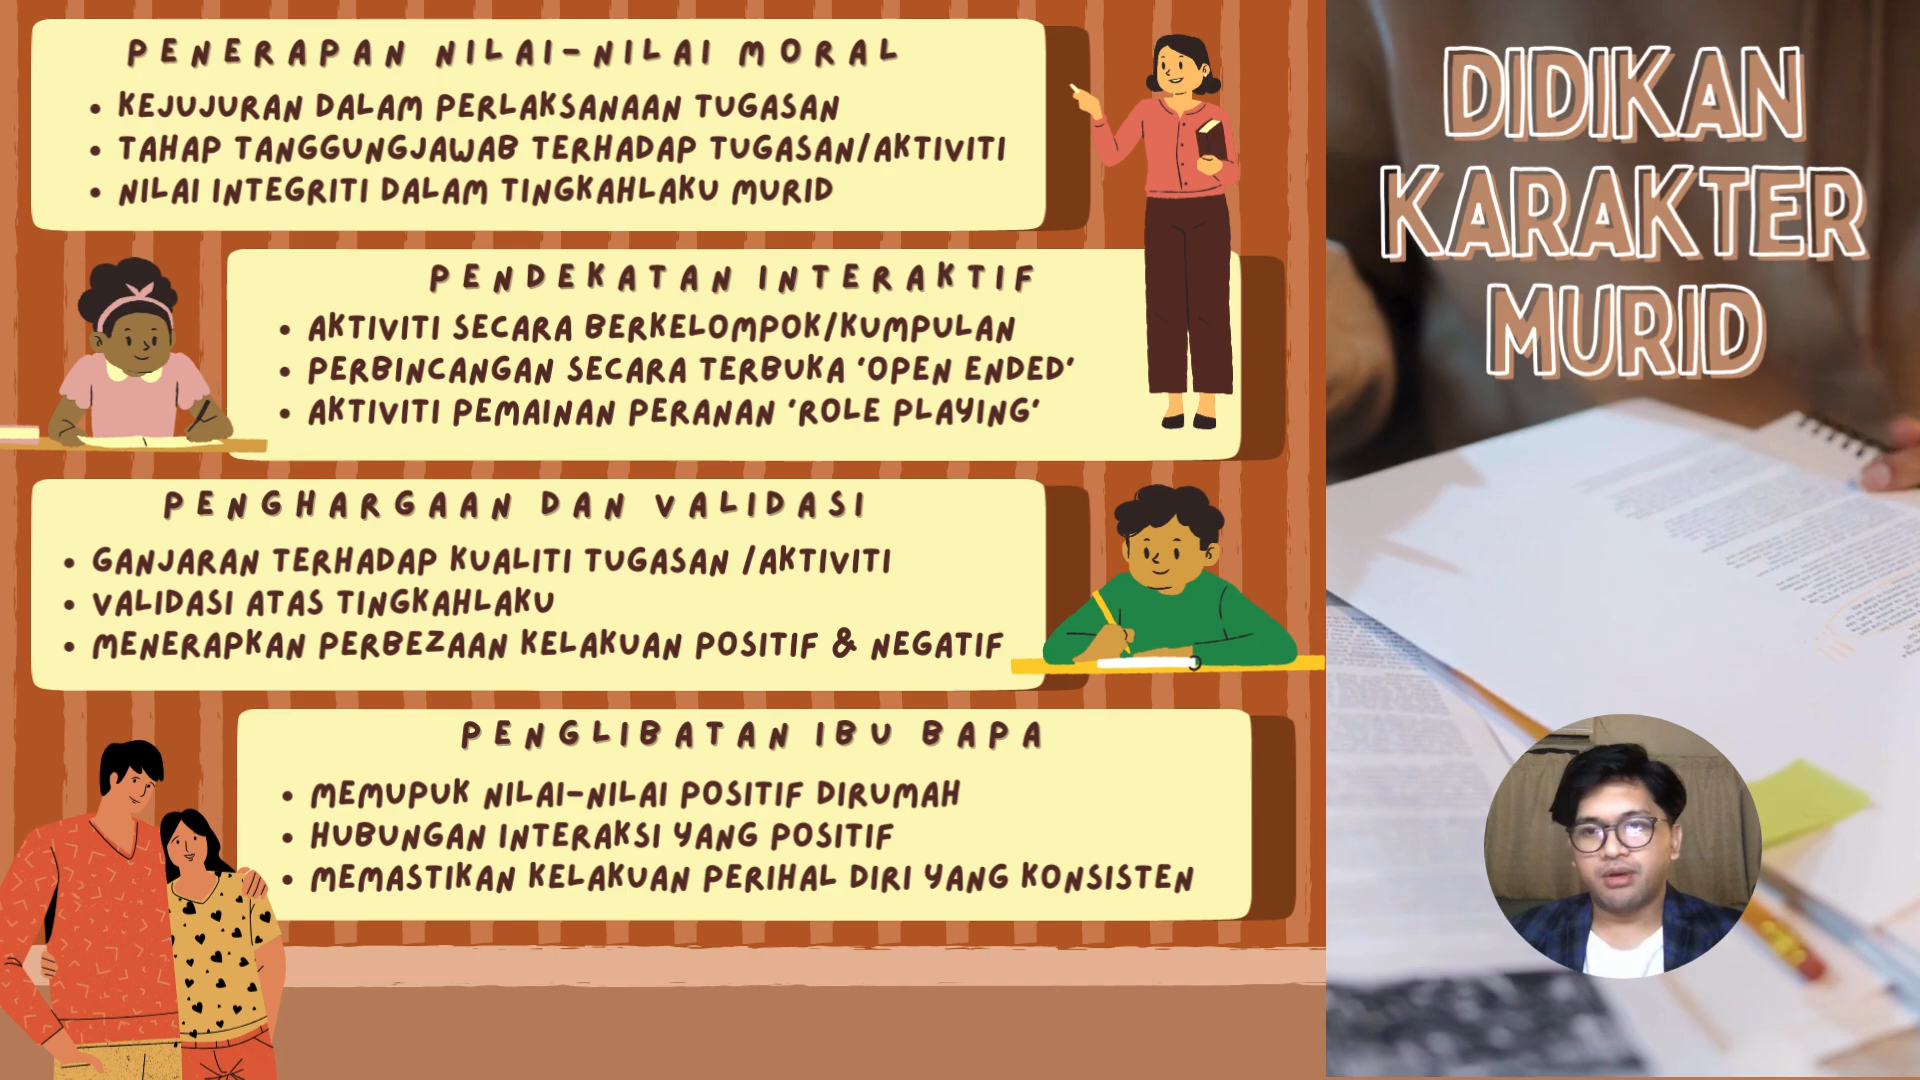 PENERAPAN NILAI-NILAI MORAL
• KEJUJURAN DALAM PERLAKSANAAN TUGASAN
• TAHAP TANGGUNGJAWAB TERHADAP TUGASAN/AKTIVITI
• NILAI INTEGRITI DALAM TINGKAHLAKU MURID
PENDEKATAN INTERAKTIF
• AKTIVITI SECARA BERKELOMPOK/KUMPULAN
• PERBINCANGAN SECARA TERBUKA 'OPEN ENDED'
• AKTIVITI PEMAINAN PERANAN 'ROLE PLAYING'
PENGHARGAAN DAN VALIDASI
• GANJARAN TERHADAP KUALITI TUGASAN /AKTIVITI
• VALIDASI ATAS TINGKAHLAKU
• MENERAPKAN PERBEZAAN KELAKUAN POSITIF & NEGATIF
PENGLIBATAN IBU BAPA
• MEMUPUK NILAI-NILAI POSITIF DIRUMAH
• HUBUNGAN INTERAKSI YANG POSITIF
• MEMASTIKAN KELAKUAN PERIHAL DIRI YANG KONSISTEN
DIDIKAN
KARAKTER
MURID